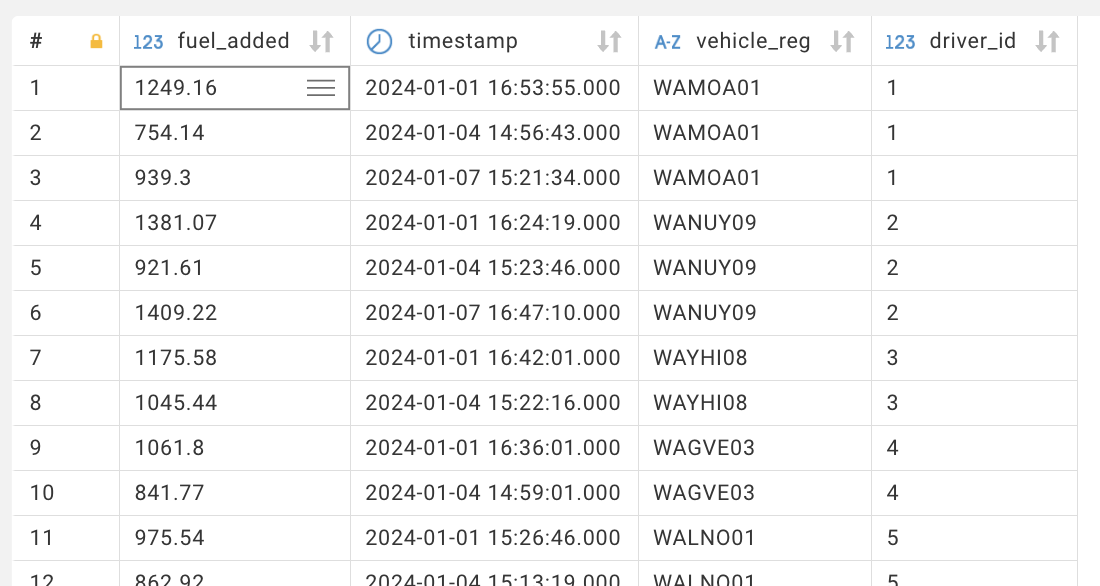 # 123 fuel_added timestamp A-Z vehicle_reg 123 driver_id
1 1249.16 2024-01-01 16:53:55.000 WAMOA01 1
2 754.14 2024-01-04 14:56:43.000 WAMOA01 1
3 939.3 2024-01-07 15:21:34.000 WAMOA01 1
4 1381.07 2024-01-01 16:24:19.000 WANUY09 2
5 921.61 2024-01-04 15:23:46.000 WANUY09 2
6 1409.22 2024-01-07 16:47:10.000 WANUY09 2
7 1175.58 2024-01-01 16:42:01.000 WAYHI08 3
8 1045.44 2024-01-04 15:22:16.000 WAYHI08 3
9 1061.8 2024-01-01 16:36:01.000 WAGVE03 4
10 841.77 2024-01-04 14:59:01.000 WAGVE03 4
11 975.54 2024-01-01 15:26:46.000 WALNO01 5
12 862.92 2024-01-04 15:13:19.000 WALNO01 5